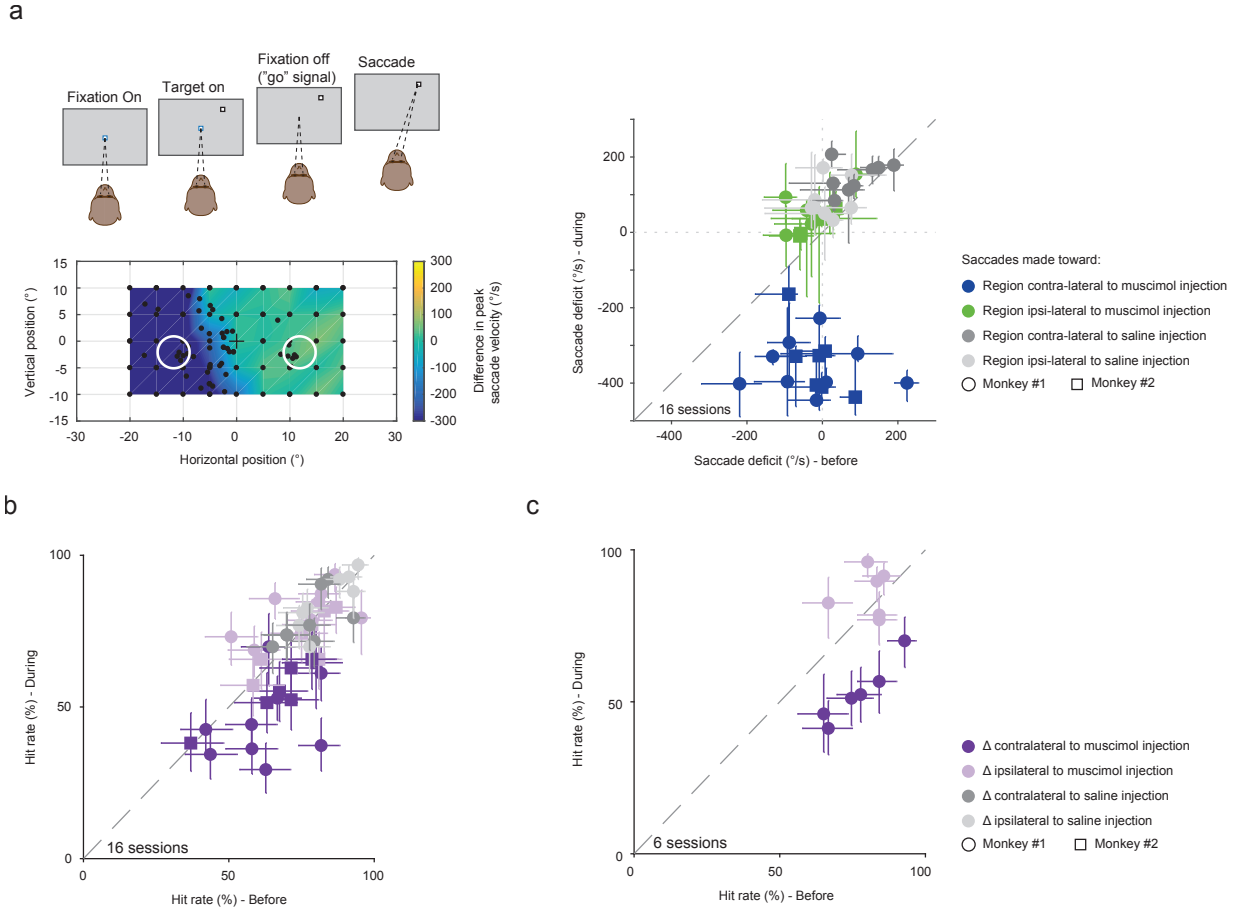 a
Fixation On
Target on
Fixation off
("go" signal)
Saccade
15
10
5
0
-5
-10
-15
-30
-20
-10
0
10
20
30
Vertical position (°)
Horizontal position (°)
300
200
100
0
-100
-200
-300
Difference in peak
saccade velocity (°/s)
200
0
-200
-400
-400
-200
0
200
Saccade deficit (°/s) - during
Saccade deficit (°/s) - before
16 sessions
Saccades made toward:
Region contra-lateral to muscimol injection
Region ipsi-lateral to muscimol injection
Region contra-lateral to saline injection
Region ipsi-lateral to saline injection
Monkey #1
Monkey #2
b
100
50
0
0
50
100
Hit rate (%) - During
Hit rate (%) - Before
16 sessions
c
100
50
0
0
50
100
Hit rate (%) - During
Hit rate (%) - Before
6 sessions
Δ contralateral to muscimol injection
Δ ipsilateral to muscimol injection
Δ contralateral to saline injection
Δ ipsilateral to saline injection
Monkey #1
Monkey #2